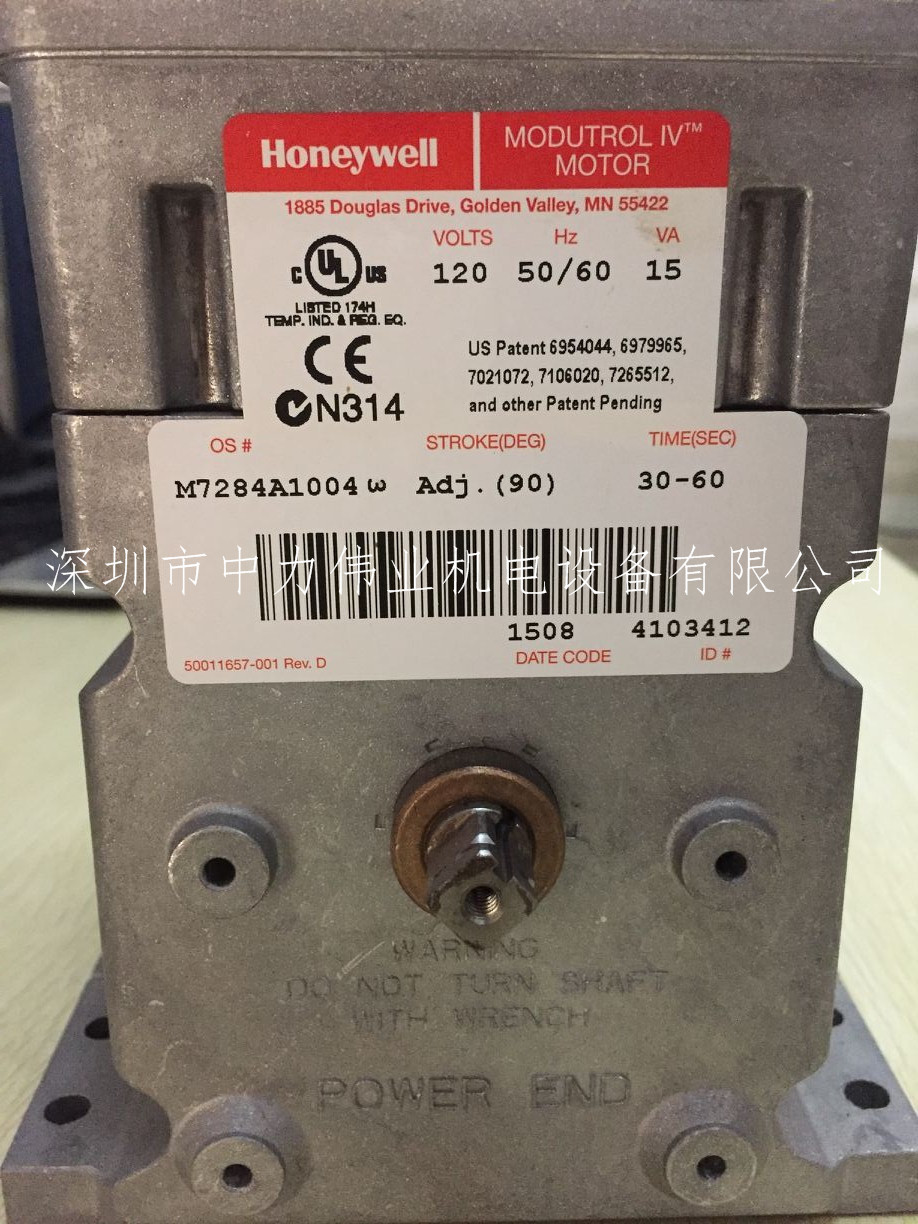 Honeywell
MODUTROL IV™
MOTOR
1885 Douglas Drive, Golden Valley, MN 55422
VOLTS Hz VA
120 50/60 15
C UL US
LISTED 174H
TEMP. IND. & REG. EQ.
CE
N314
US Patent 6954044, 6979965,
7021072, 7106020, 7265512,
and other Patent Pending
OS # STROKE(DEG) TIME(SEC)
M7284A1004 ω Adj.(90) 30-60
深圳市中力伟业机电设备有限公司
1508 4103412
50011657-001 Rev. D DATE CODE ID #
WARNING
DO NOT TURN SHAFT
WITH WRENCH
POWER END